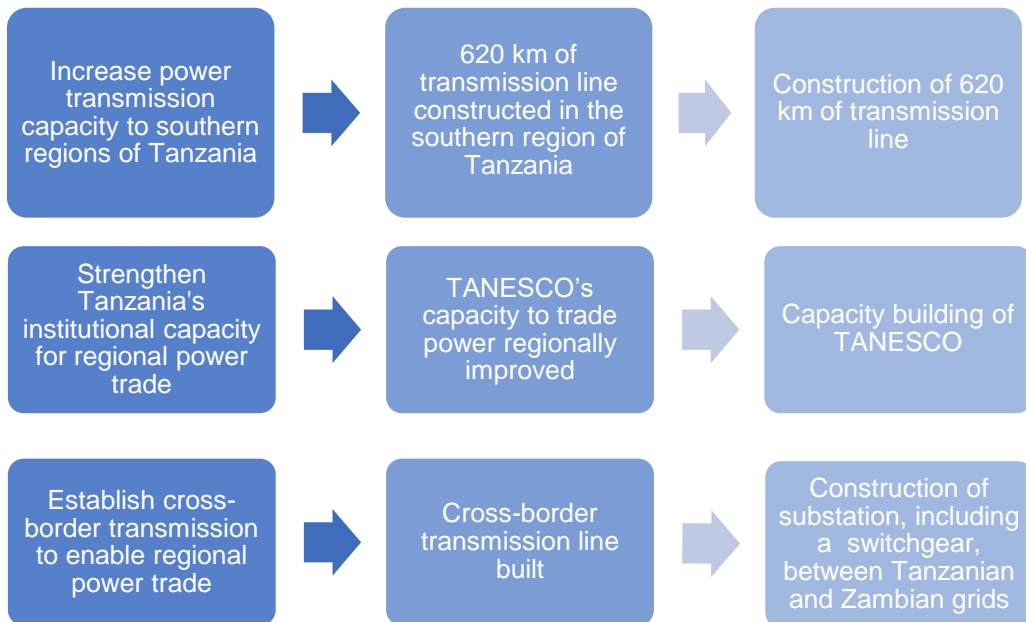 Increase power
transmission
capacity to southern
regions of Tanzania
620 km of
transmission line
constructed in the
southern region of
Tanzania
Construction of 620
km of transmission
line
Strengthen
Tanzania's
institutional capacity
for regional power
trade
TANESCO’s
capacity to trade
power regionally
improved
Capacity building of
TANESCO
Establish cross-
border transmission
to enable regional
power trade
Cross-border
transmission line
built
Construction of
substation, including
a switchgear,
between Tanzanian
and Zambian grids